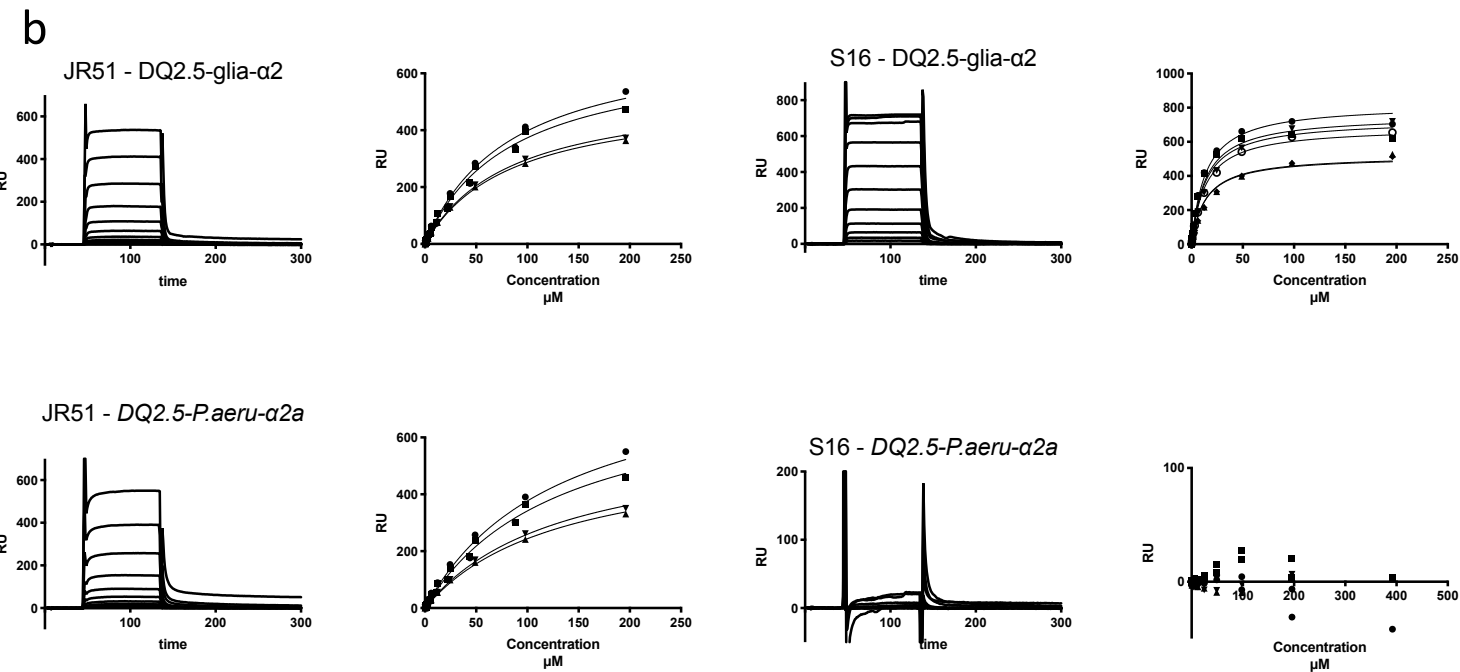 b
JR51 - DQ2.5-glia-α2
RU
600
400
200
0
100
200
300
time
RU
600
400
200
0
0
50
100
150
200
250
Concentration
µM
S16 - DQ2.5-glia-α2
RU
800
600
400
200
0
100
200
300
time
RU
1000
800
600
400
200
0
0
50
100
150
200
250
Concentration
µM
JR51 - DQ2.5-P.aeru-α2a
RU
600
400
200
0
100
200
300
time
RU
600
400
200
0
0
50
100
150
200
250
Concentration
µM
S16 - DQ2.5-P.aeru-α2a
RU
200
100
0
100
200
300
time
RU
100
0
100
200
300
400
500
Concentration
µM